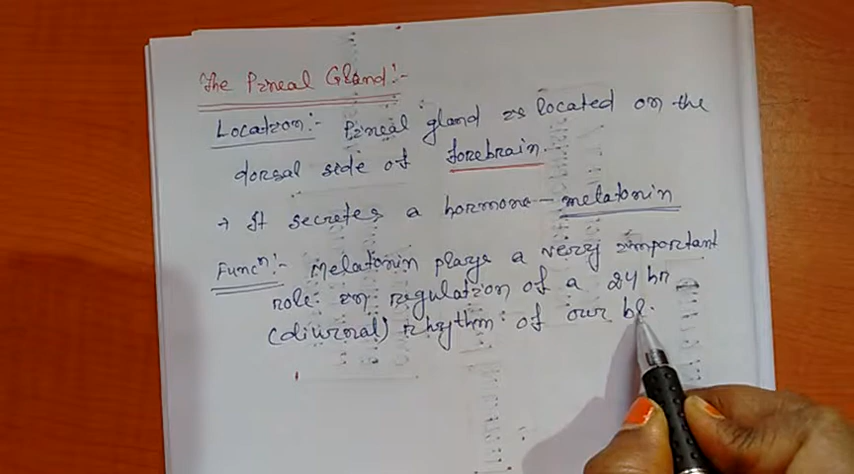 The Pineal Gland:-
Location:- Pineal gland is located on the
dorsal side of forebrain.
→ It secretes a hormone - melatonin
Funcⁿ:- Melatonin plays a very important
role in regulation of a 24 hr
(diurnal) rhythm of our